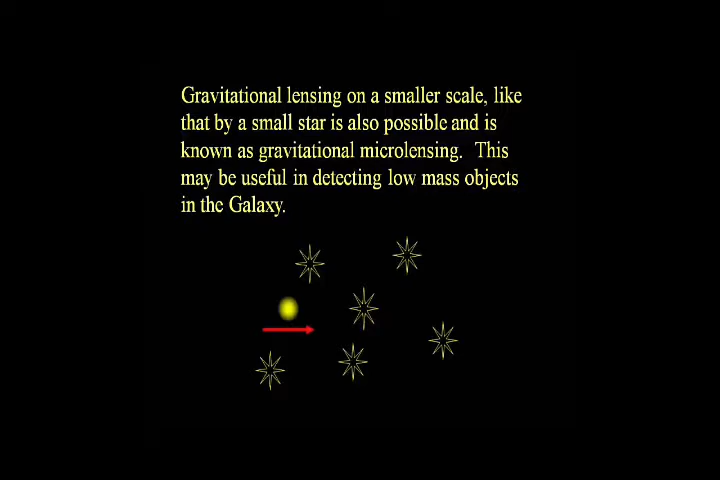 Gravitational lensing on a smaller scale, like
that by a small star is also possible and is
known as gravitational microlensing.  This
may be useful in detecting low mass objects
in the Galaxy.